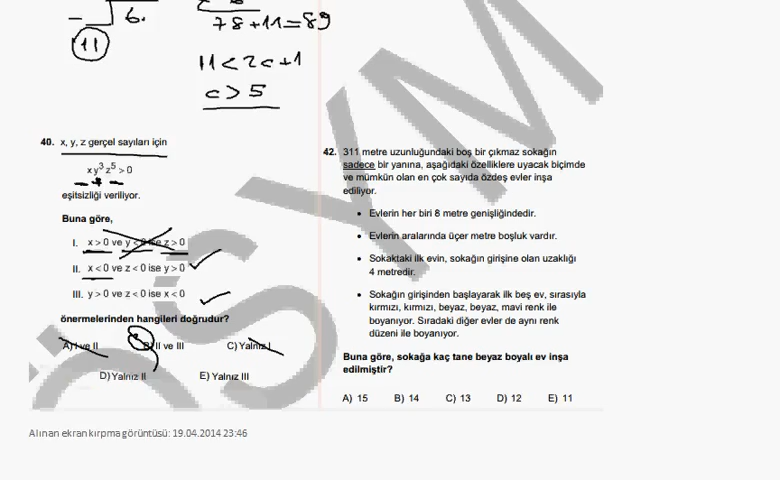 6.
11
78+11=89
11<2c+1
c>5
40. x, y, z gerçel sayıları için
xy³z⁵>0
- + -
eşitsizliği veriliyor.
Buna göre,
I. x>0 ve y<0 ise z>0
II. x<0 ve z<0 ise y>0
III. y>0 ve z<0 ise x<0
önermelerinden hangileri doğrudur?
A) I ve II B) II ve III C) Yalnız I
D) Yalnız II E) Yalnız III
42. 311 metre uzunluğundaki boş bir çıkmaz sokağın
sadece bir yanına, aşağıdaki özelliklere uyacak biçimde
ve mümkün olan en çok sayıda özdeş evler inşa
ediliyor.
• Evlerin her biri 8 metre genişliğindedir.
• Evlerin aralarında üçer metre boşluk vardır.
• Sokaktaki ilk evin, sokağın girişine olan uzaklığı
4 metredir.
• Sokağın girişinden başlayarak ilk beş ev, sırasıyla
kırmızı, kırmızı, beyaz, beyaz, mavi renk ile
boyanıyor. Sıradaki diğer evler de aynı renk
düzeni ile boyanıyor.
Buna göre, sokağa kaç tane beyaz boyalı ev inşa
edilmiştir?
A) 15 B) 14 C) 13 D) 12 E) 11
ÖSYM
Alınan ekran kırpma görüntüsü: 19.04.2014 23:46